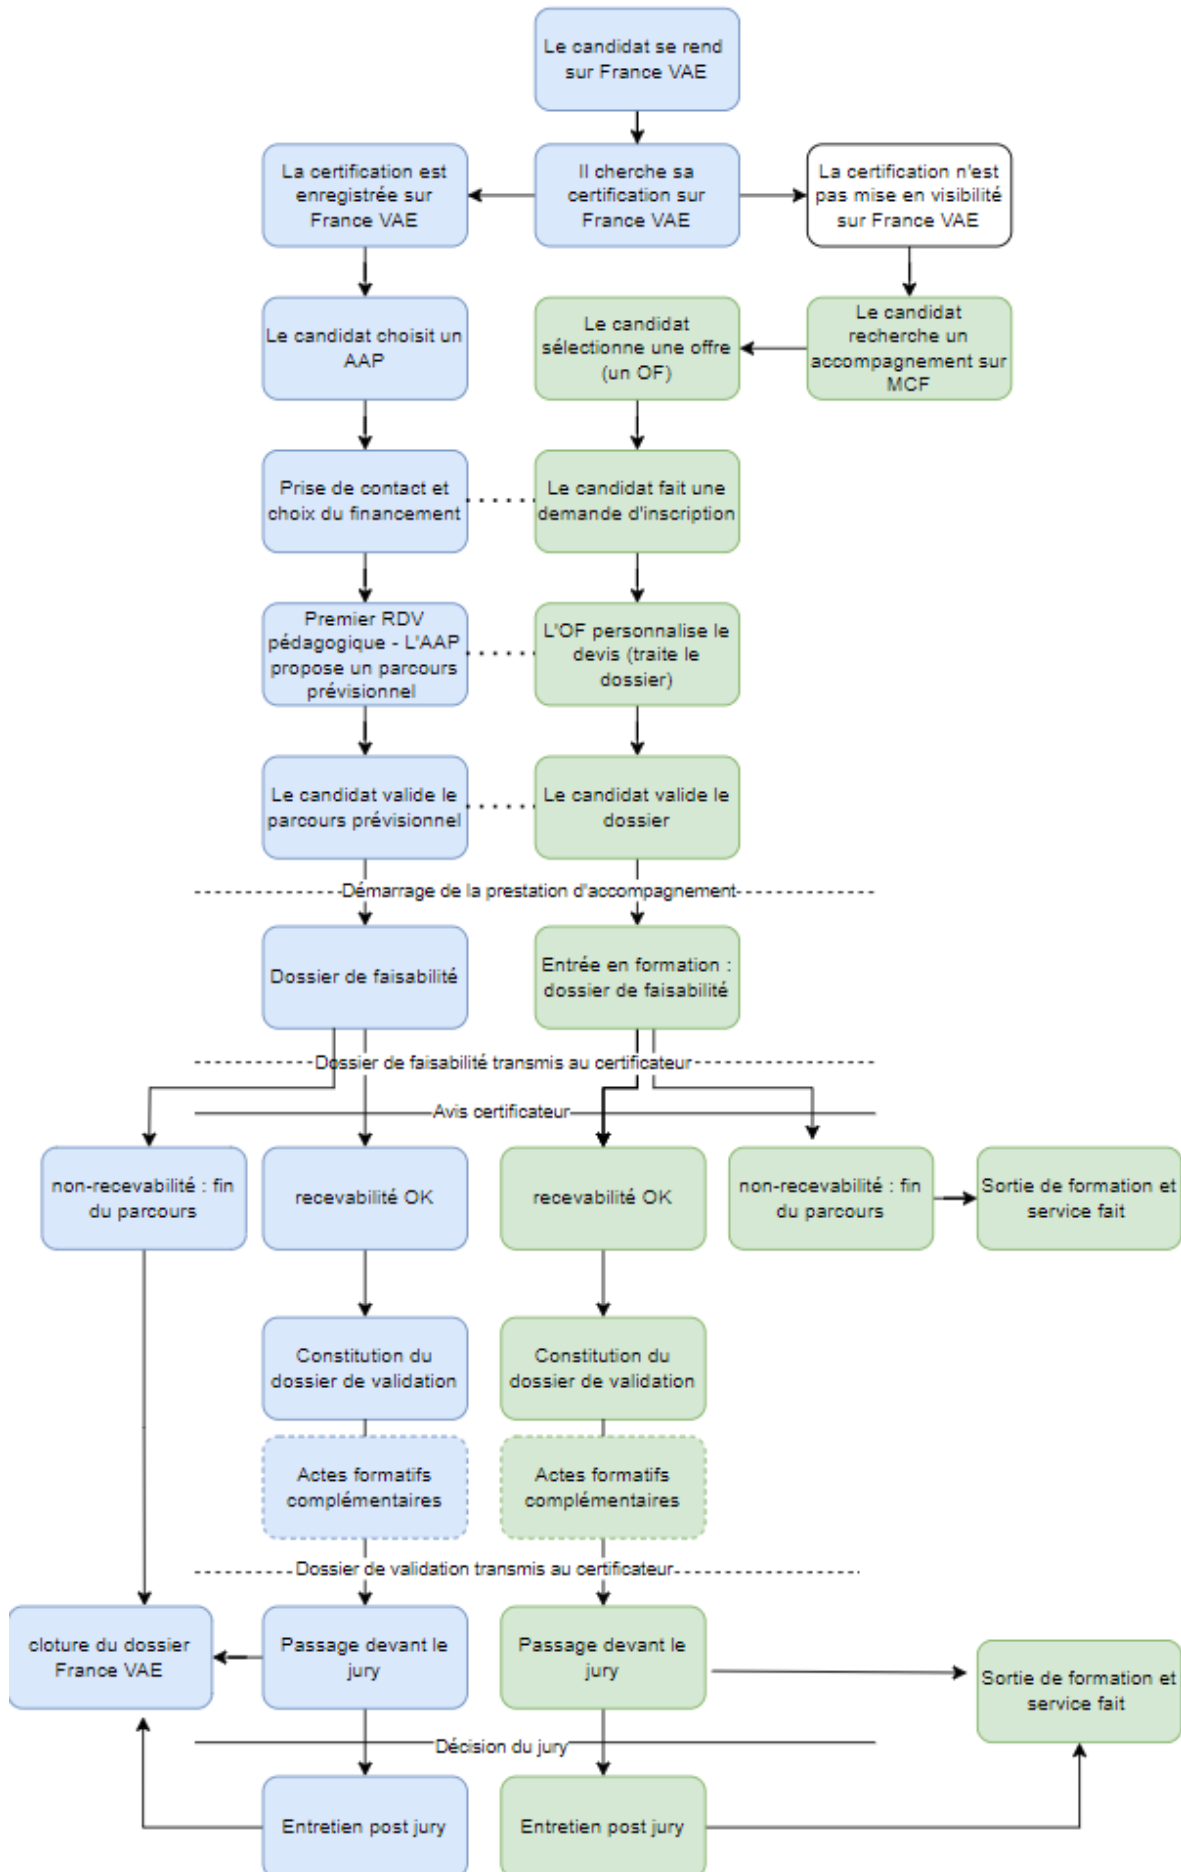 Le candidat se rend
sur France VAE
La certification est
enregistrée sur
France VAE
Il cherche sa
certification sur
France VAE
La certification n'est
pas mise en visibilité
sur France VAE
Le candidat choisit un
AAP
Le candidat
sélectionne une offre
(un OF)
Le candidat
recherche un
accompagnement sur
MCF
Prise de contact et
choix du financement
Le candidat fait une
demande d'inscription
Premier RDV
pédagogique - L'AAP
propose un parcours
prévisionnel
L'OF personnalise le
devis (traite le
dossier)
Le candidat valide le
parcours prévisionnel
Le candidat valide le
dossier
Démarrage de la prestation d'accompagnement
Dossier de faisabilité
Entrée en formation :
dossier de faisabilité
Dossier de faisabilité transmis au certificateur
Avis certificateur
non-recevabilité : fin
du parcours
recevabilité OK
recevabilité OK
non-recevabilité : fin
du parcours
Sortie de formation et
service fait
Constitution du
dossier de validation
Constitution du
dossier de validation
Actes formatifs
complémentaires
Actes formatifs
complémentaires
Dossier de validation transmis au certificateur
cloture du dossier
France VAE
Passage devant le
jury
Passage devant le
jury
Sortie de formation et
service fait
Décision du jury
Entretien post jury
Entretien post jury